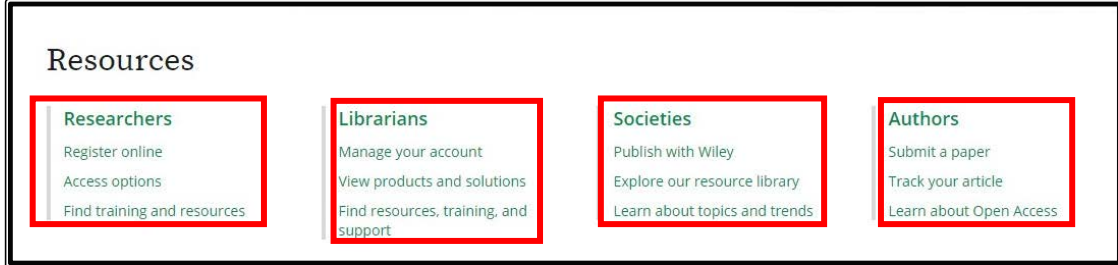 Resources
Researchers
Register online
Access options
Find training and resources
Librarians
Manage your account
View products and solutions
Find resources, training, and
support
Societies
Publish with Wiley
Explore our resource library
Learn about topics and trends
Authors
Submit a paper
Track your article
Learn about Open Access